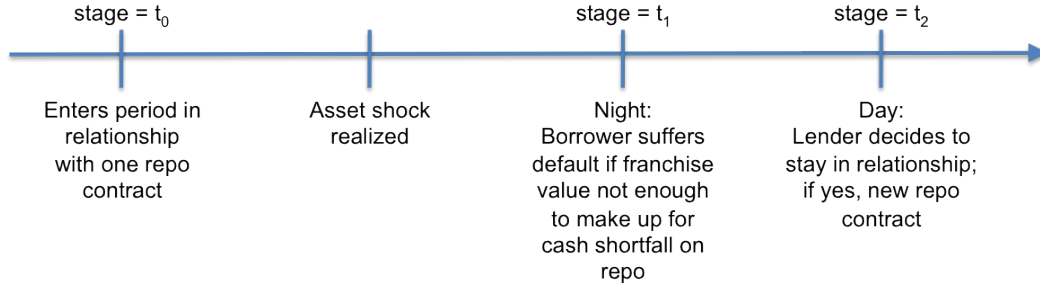 stage = t0
stage = t1
stage = t2
Enters period in
relationship
with one repo
contract
Asset shock
realized
Night:
Borrower suffers
default if franchise
value not enough
to make up for
cash shortfall on
repo
Day:
Lender decides to
stay in relationship;
if yes, new repo
contract